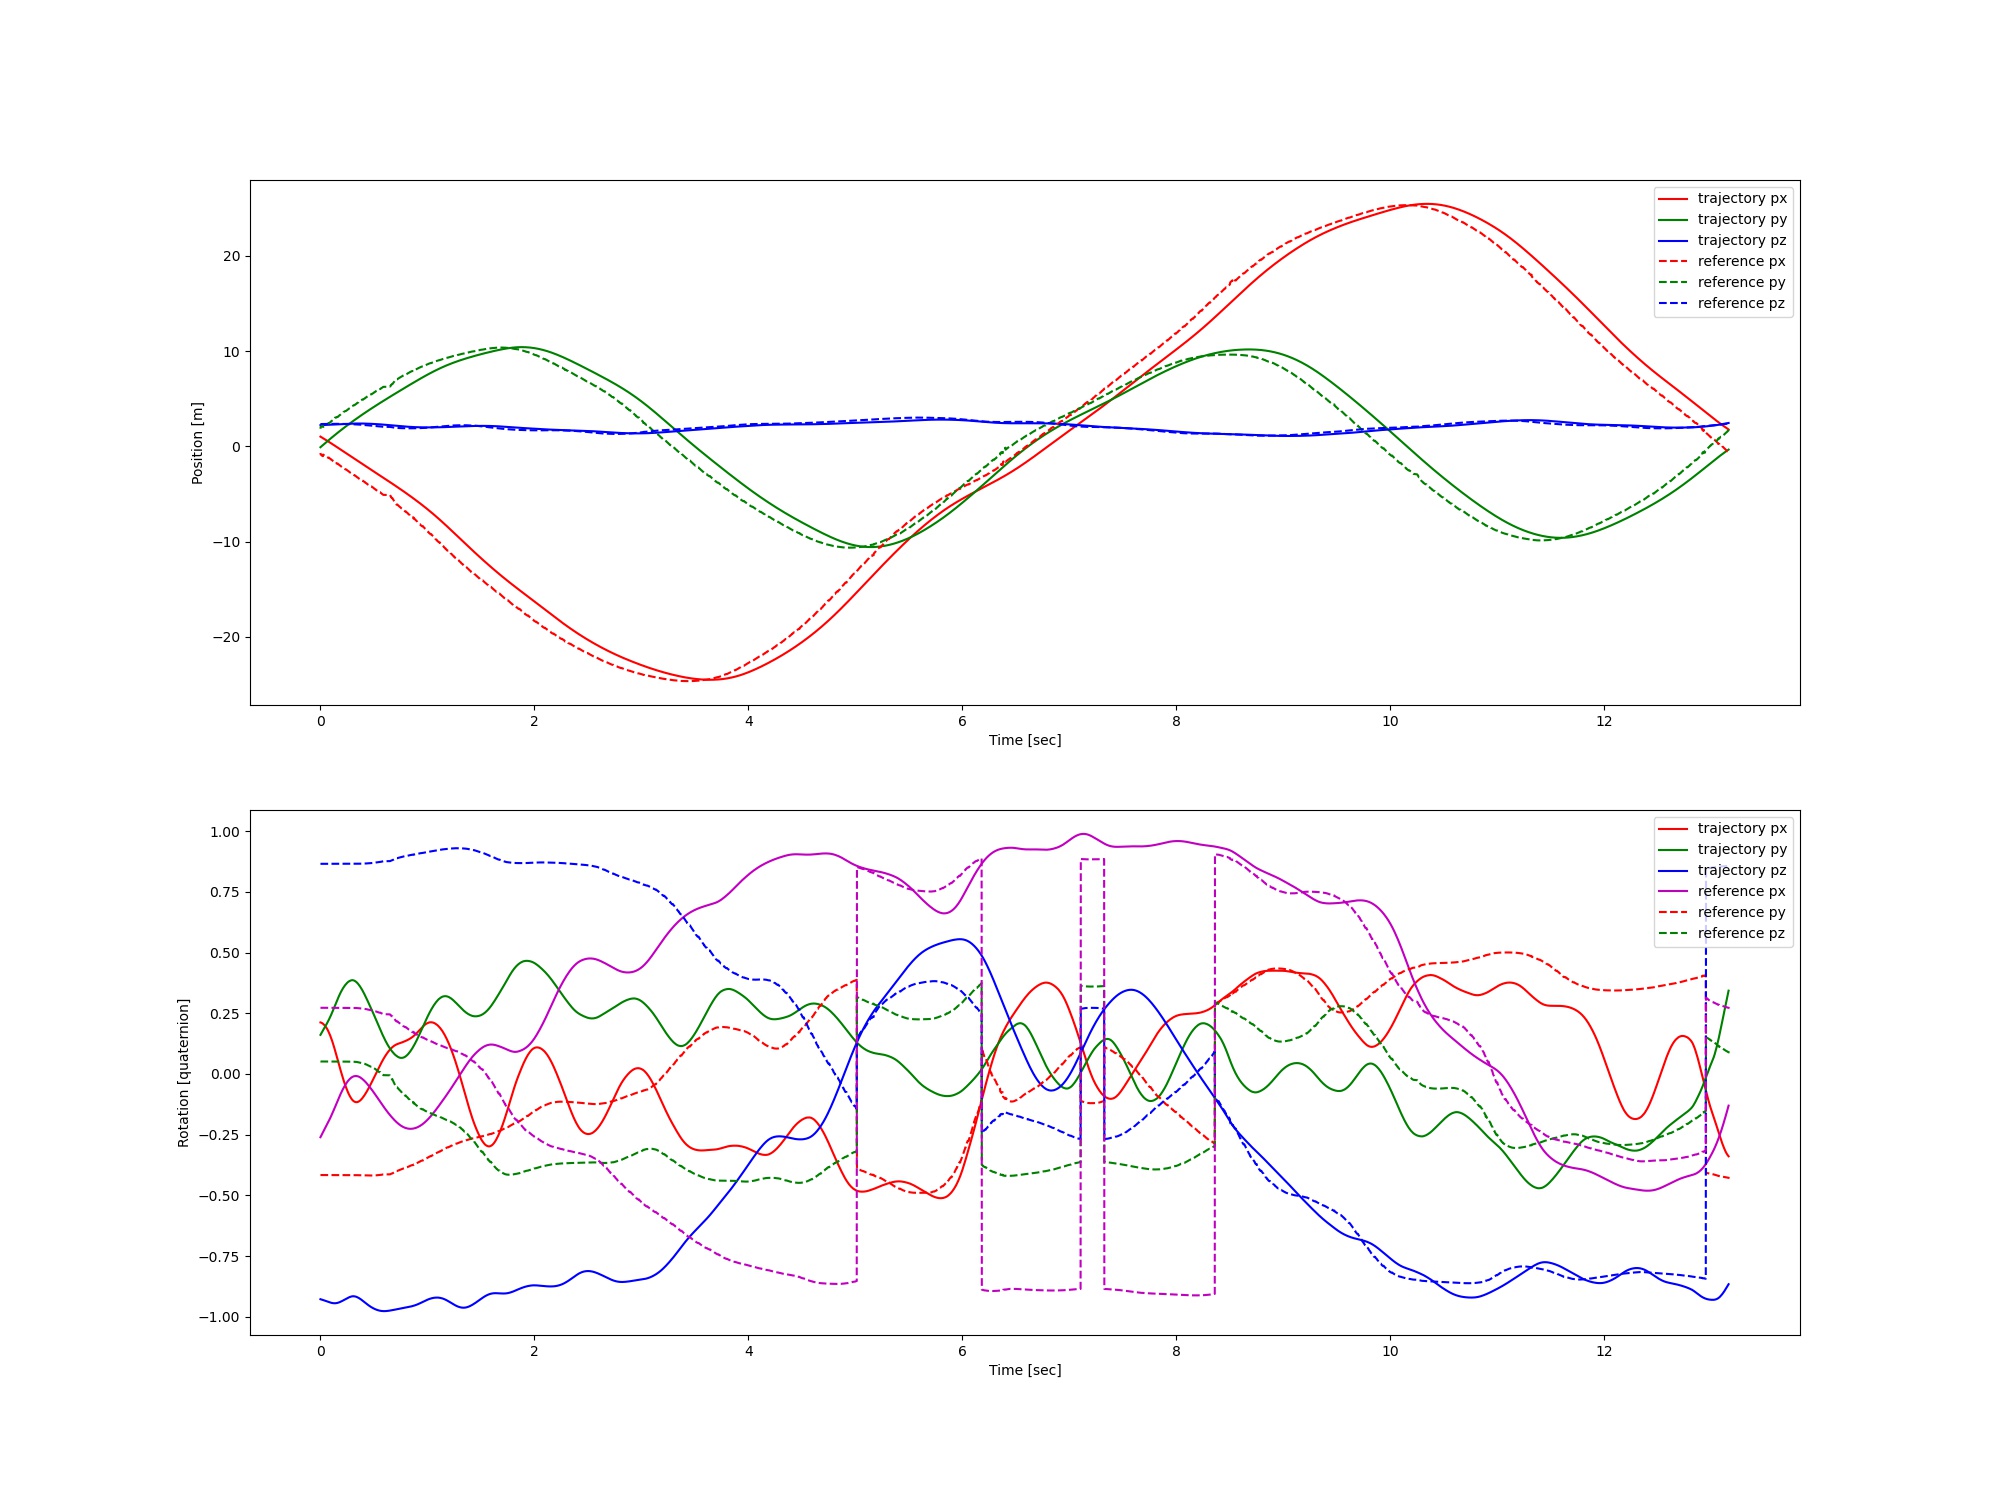 Position [m]
20
10
0
−10
−20
0 2 4 6 8 10 12
Time [sec]
trajectory px
trajectory py
trajectory pz
reference px
reference py
reference pz
Rotation [quaternion]
1.00
0.75
0.50
0.25
0.00
−0.25
−0.50
−0.75
−1.00
0 2 4 6 8 10 12
Time [sec]
trajectory px
trajectory py
trajectory pz
reference px
reference py
reference pz